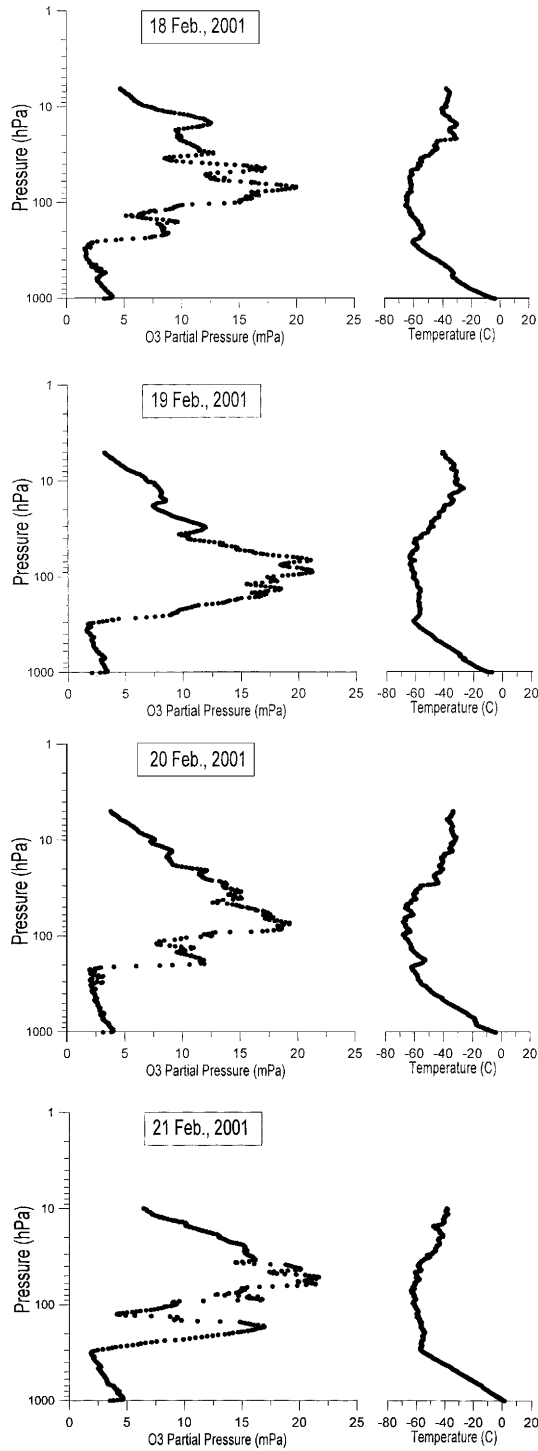 18 Feb., 2001
1
10
100
1000
Pressure (hPa)
Pressure (hPa)
0 5 10 15 20 25
-80 -60 -40 -20 0 20
O3 Partial Pressure (mPa)
Temperature (C)
19 Feb., 2001
1
10
100
1000
Pressure (hPa)
0 5 10 15 20 25
-80 -60 -40 -20 0 20
O3 Partial Pressure (mPa)
Temperature (C)
20 Feb., 2001
1
10
100
1000
Pressure (hPa)
0 5 10 15 20 25
-80 -60 -40 -20 0 20
O3 Partial Pressure (mPa)
Temperature (C)
21 Feb., 2001
1
10
100
1000
Pressure (hPa)
0 5 10 15 20 25
-80 -60 -40 -20 0 20
O3 Partial Pressure (mPa)
Temperature (C)